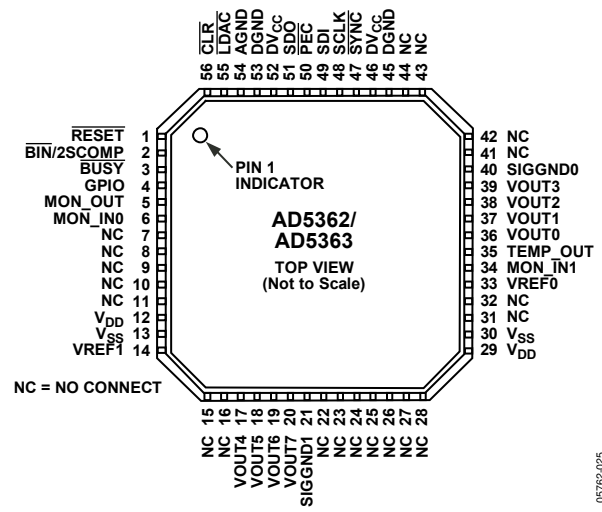 56 CLR
55 LDAC
54 AGND
53 DGND
52 DVCC
51 SDO
50 PEC
49 SDI
48 SCLK
47 SYNC
46 DVCC
45 DGND
44 NC
43 NC
RESET 1
BIN/2SCOMP 2
BUSY 3
GPIO 4
MON_OUT 5
MON_IN0 6
NC 7
NC 8
NC 9
NC 10
NC 11
VDD 12
VSS 13
VREF1 14
PIN 1
INDICATOR
AD5362/
AD5363
TOP VIEW
(Not to Scale)
42 NC
41 NC
40 SIGGND0
39 VOUT3
38 VOUT2
37 VOUT1
36 VOUT0
35 TEMP_OUT
34 MON_IN1
33 VREF0
32 NC
31 NC
30 VSS
29 VDD
NC = NO CONNECT
NC 15
NC 16
VOUT4 17
VOUT5 18
VOUT6 19
VOUT7 20
SIGGND1 21
NC 22
NC 23
NC 24
NC 25
NC 26
NC 27
NC 28
05762-025